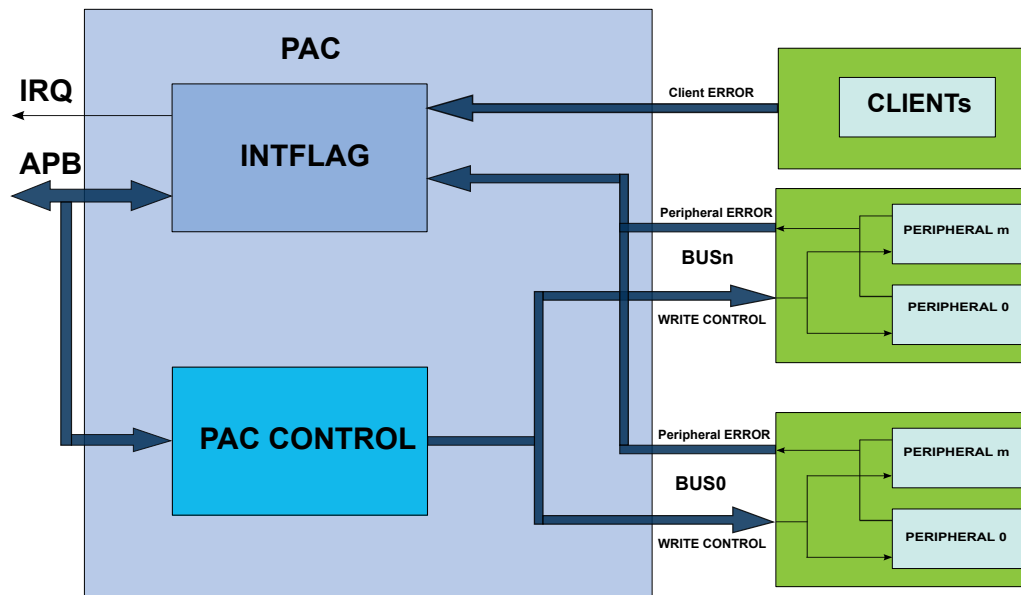 PAC
IRQ
INTFLAG
APB
Client ERROR
CLIENTs
Peripheral ERROR
BUSn
WRITE CONTROL
PERIPHERAL m
PERIPHERAL 0
PAC CONTROL
Peripheral ERROR
BUS0
WRITE CONTROL
PERIPHERAL m
PERIPHERAL 0